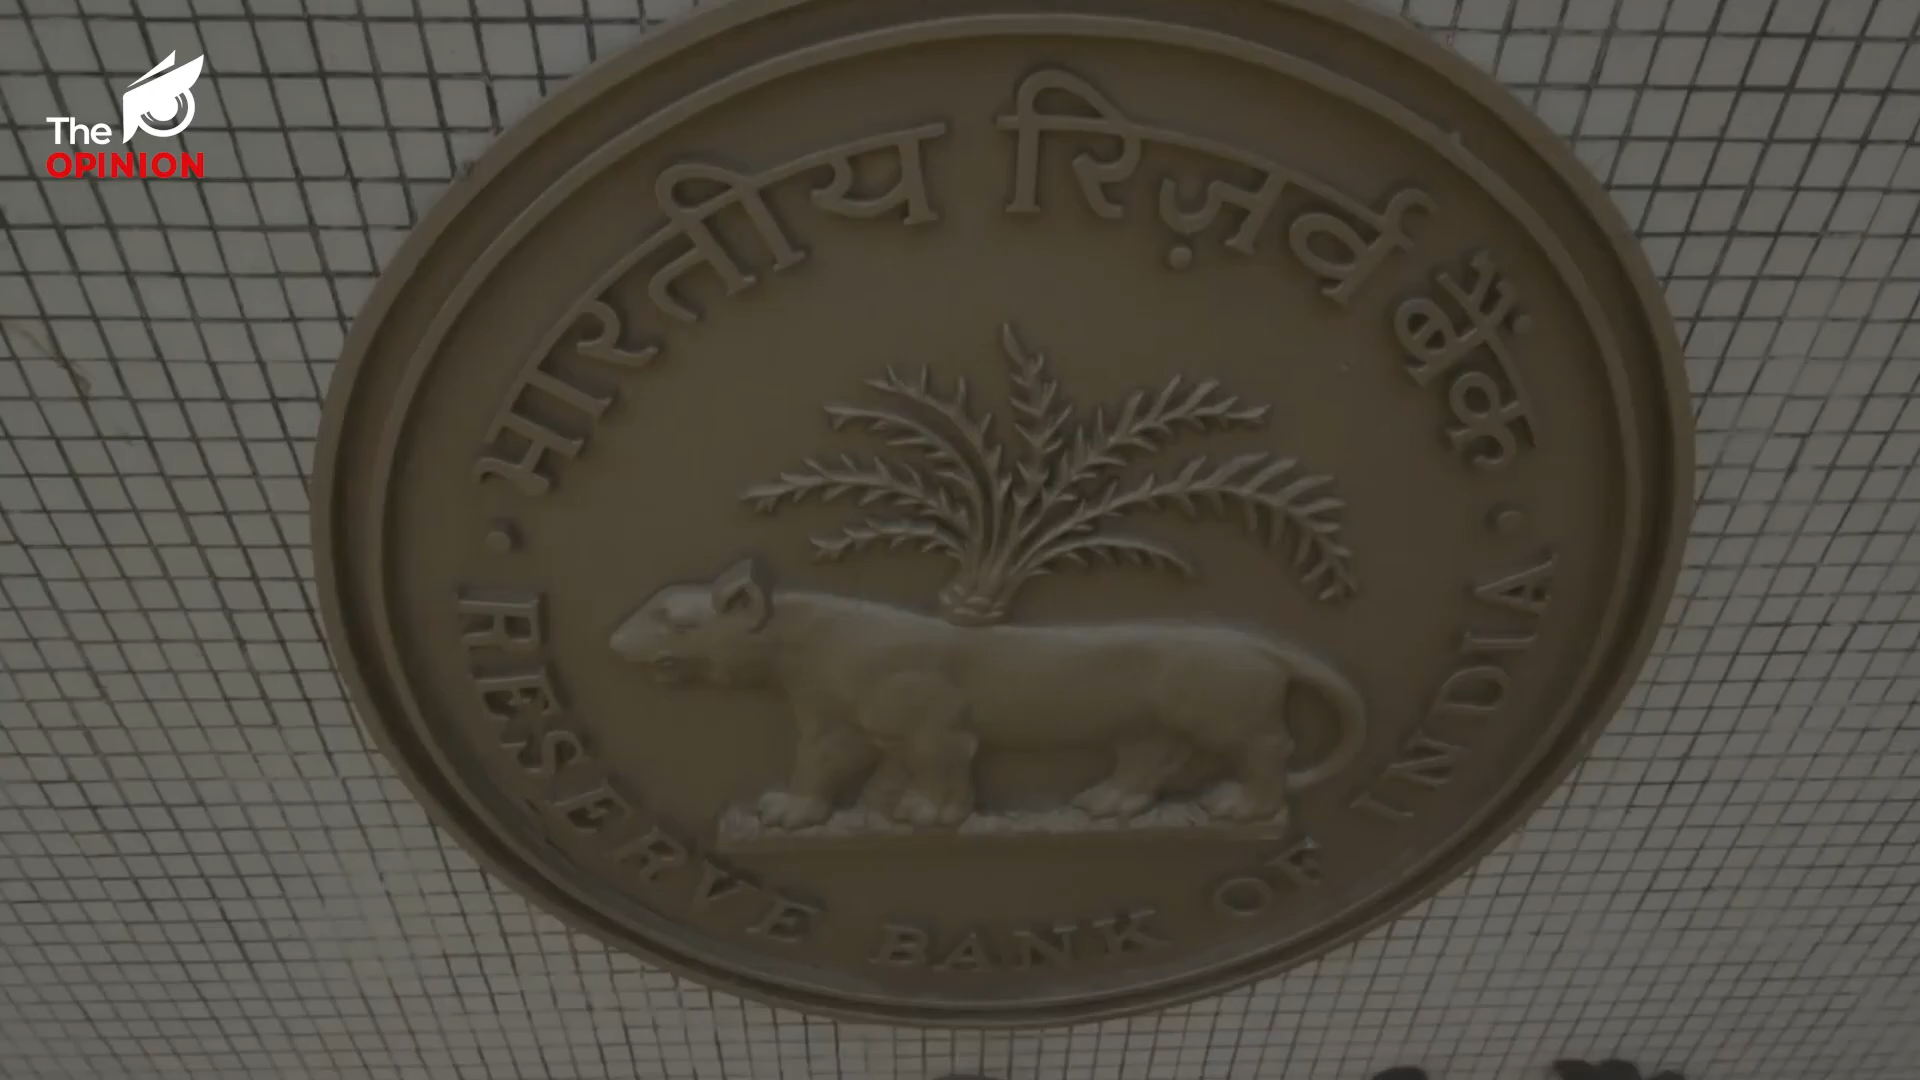 The
OPINION
भारतीय रिज़र्व बैंक
RESERVE BANK OF INDIA